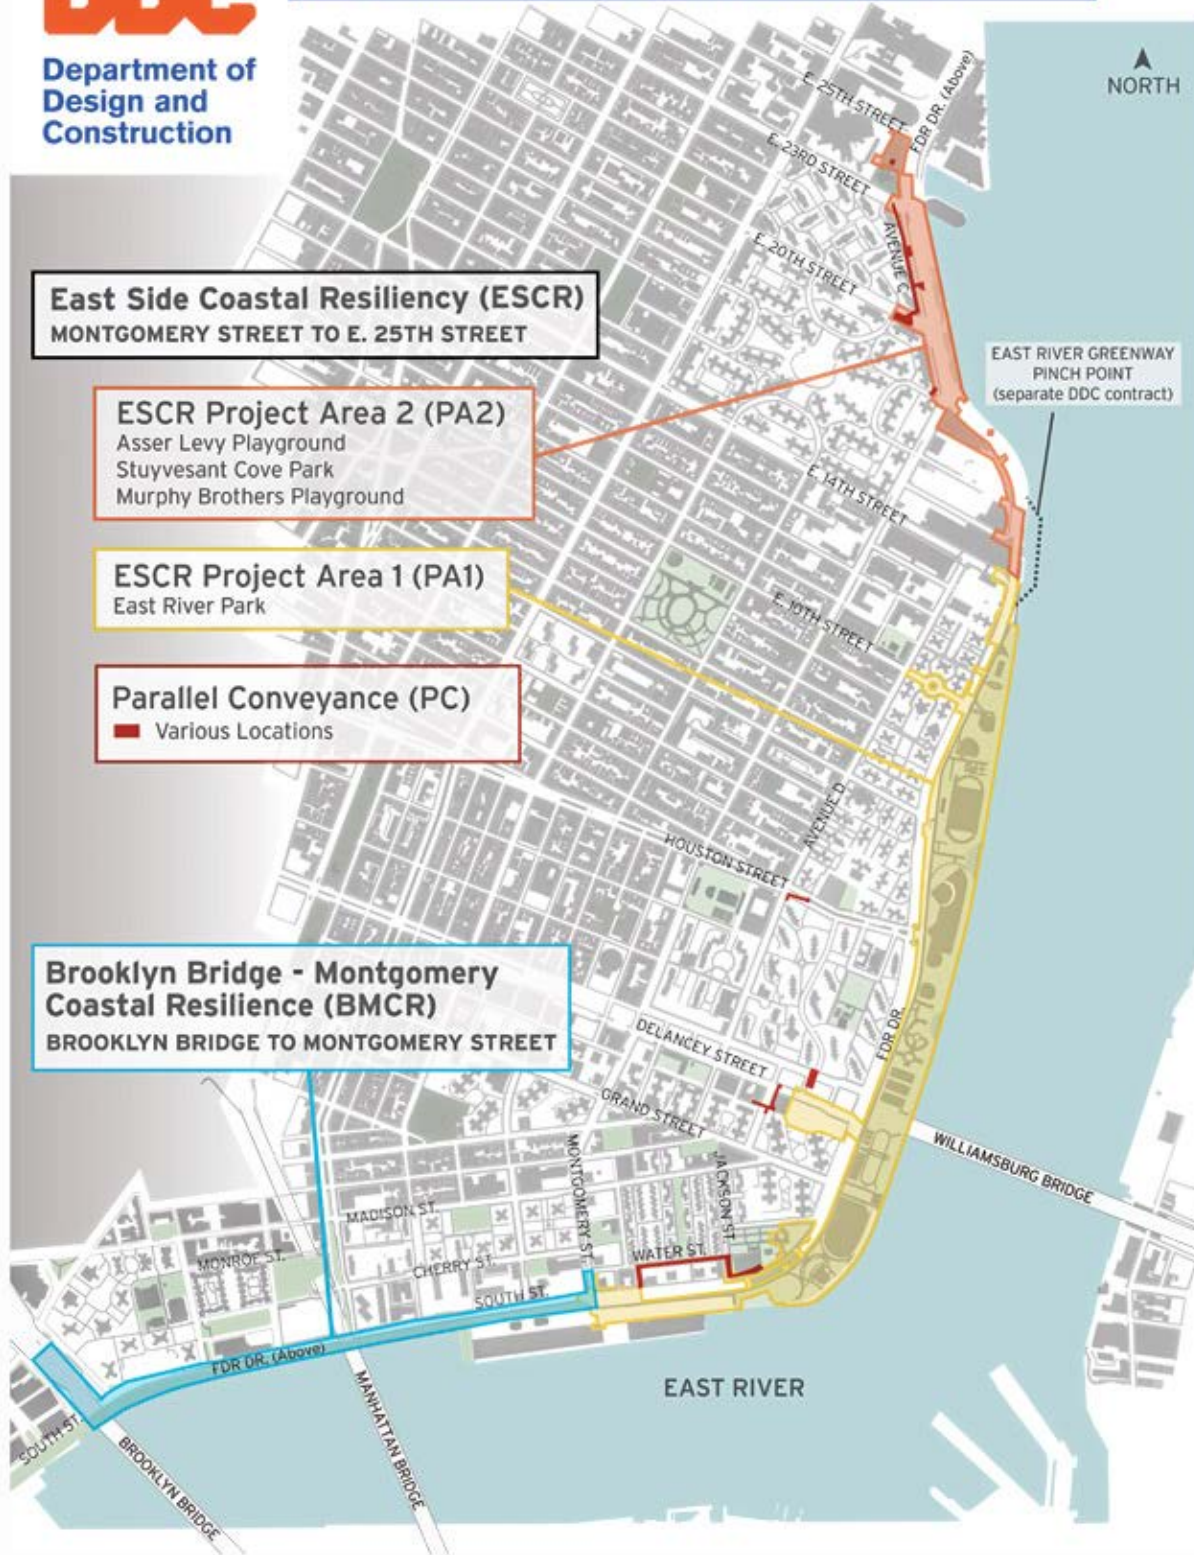 DDC
Department of
Design and
Construction
NORTH
E. 25TH STREET
FDR DR. (Above)
E. 23RD STREET
AVENUE C
E. 20TH STREET
East Side Coastal Resiliency (ESCR)
MONTGOMERY STREET TO E. 25TH STREET
EAST RIVER GREENWAY
PINCH POINT
(separate DDC contract)
ESCR Project Area 2 (PA2)
Asser Levy Playground
Stuyvesant Cove Park
Murphy Brothers Playground
E. 14TH STREET
ESCR Project Area 1 (PA1)
East River Park
E. 10TH STREET
Parallel Conveyance (PC)
Various Locations
AVENUE D
HOUSTON STREET
Brooklyn Bridge - Montgomery
Coastal Resilience (BMCR)
BROOKLYN BRIDGE TO MONTGOMERY STREET
FDR DR.
DELANCEY STREET
GRAND STREET
WILLIAMSBURG BRIDGE
MONTGOMERY ST.
JACKSON ST.
MADISON ST.
MONROE ST.
CHERRY ST.
WATER ST.
SOUTH ST.
FDR DR. (Above)
EAST RIVER
SOUTH ST.
BROOKLYN BRIDGE
MANHATTAN BRIDGE